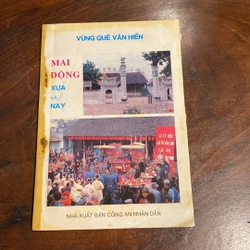 VÙNG QUÊ VĂN HIẾN
MAI
ĐỘNG
XƯA
VÀ
NAY
NHÀ XUẤT BẢN CÔNG AN NHÂN DÂN